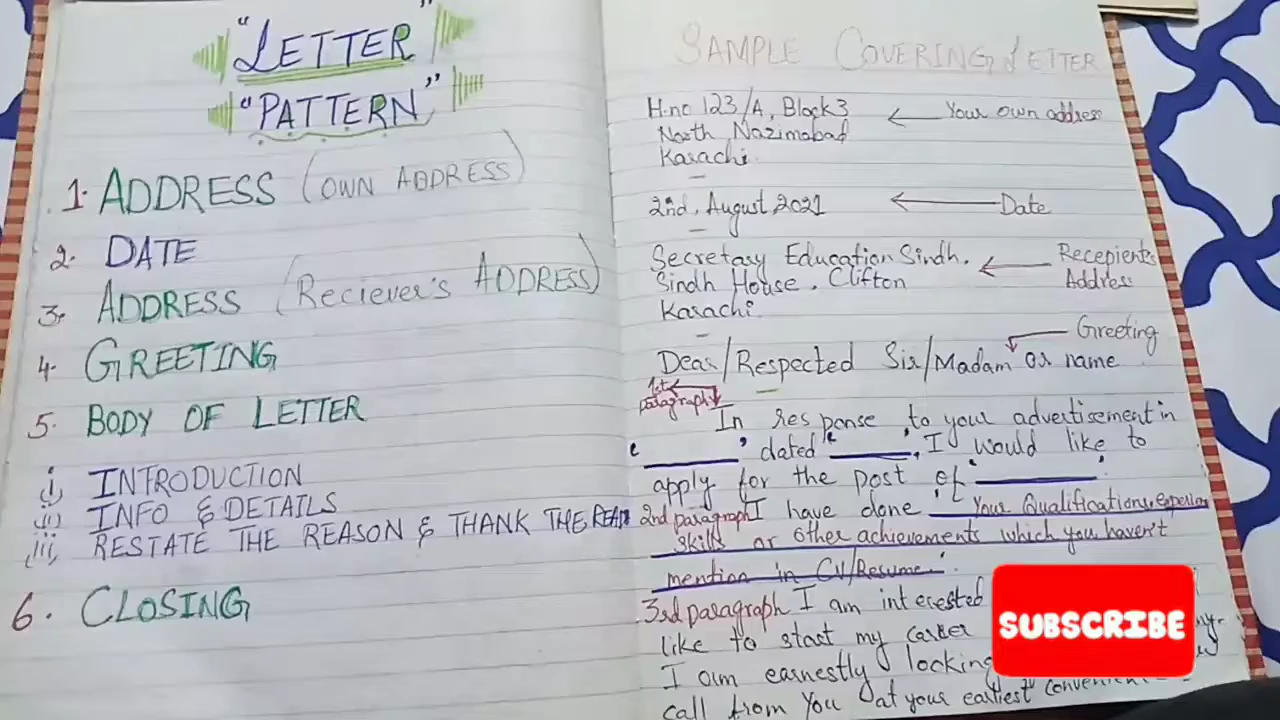 "LETTER"
"PATTERN"
1. ADDRESS (OWN ADDRESS)
2. DATE
3. ADDRESS (Reciever's ADDRESS)
4. GREETING
5. BODY OF LETTER
i) INTRODUCTION
ii) INFO & DETAILS
iii) RESTATE THE REASON & THANK THE READ
6. CLOSING
SAMPLE COVERING LETTER
H.no 123/A, Block 3
North Nazimabad
Karachi.
Your own address
2nd, August, 2021
Date
Secretary Education Sindh.
Sindh House, Clifton
Karachi.
Recepients
Address
Greeting
Dear/Respected Sir/Madam or name
1st
paragraph
In response to your advertisement in
' ' dated ' ', I would like to
apply for the post of ' '
2nd paragraph I have done ' Your Qualifications, experien
skills or other achievements which you haven't
mention in CV/Resume.'
3rd paragraph I am interested
like to start my career
I am earnestly looking
call from You at your earliest
SUBSCRIBE